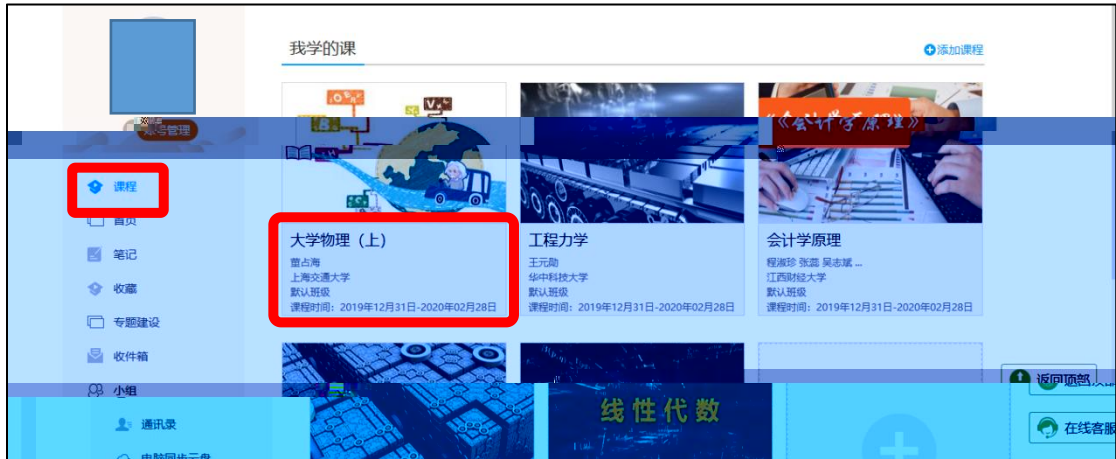 我学的课
添加课程
账号管理
《会计学原理》
课程
首页
笔记
收藏
专题建设
收件箱
小组
通讯录
电脑同步云盘
大学物理（上）
董占海
上海交通大学
默认班级
课程时间：2019年12月31日-2020年02月28日
工程力学
王元勋
华中科技大学
默认班级
课程时间：2019年12月31日-2020年02月28日
会计学原理
程淑珍 张蕊 吴志斌 ...
江西财经大学
默认班级
课程时间：2019年12月31日-2020年02月28日
线性代数
返回顶部
在线客服